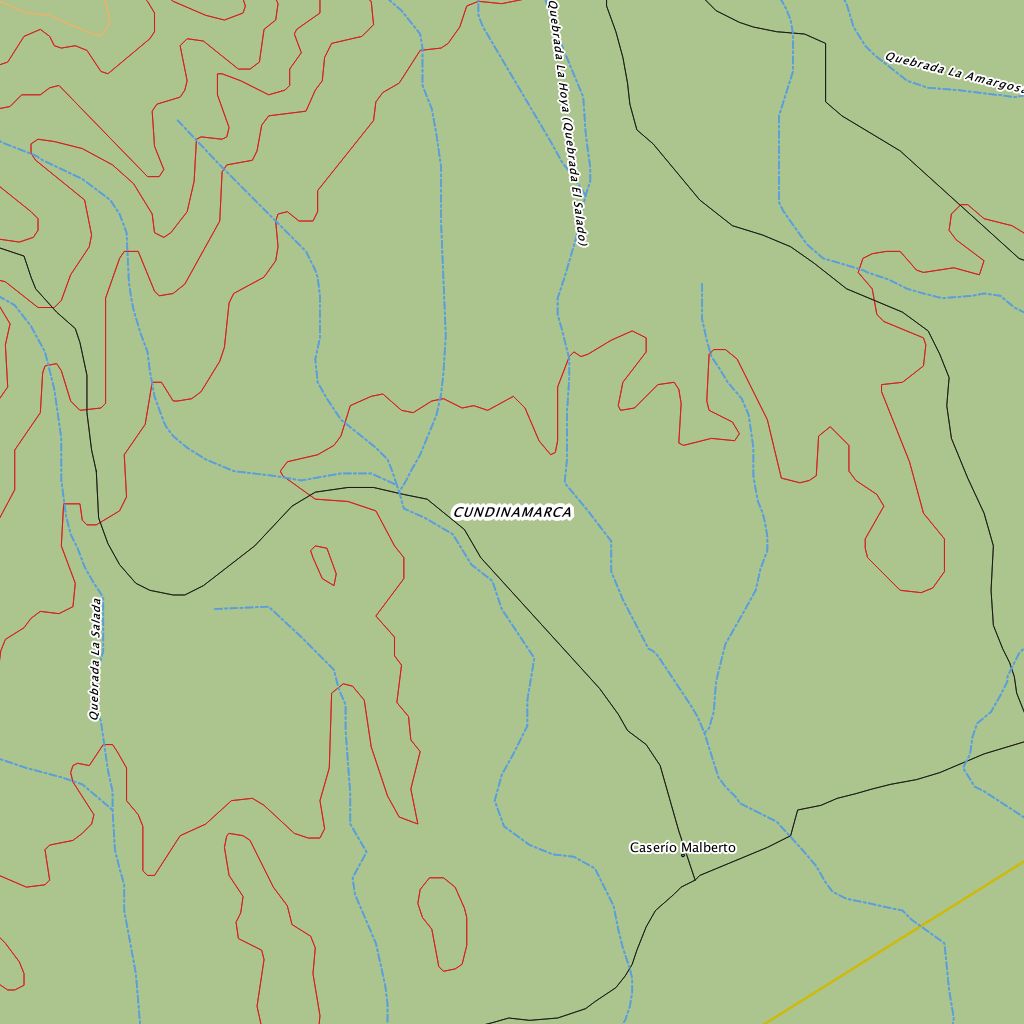 Quebrada La Hoya (Quebrada El Salado)
Quebrada La Amargosa
CUNDINAMARCA
Quebrada La Salada
Caserío Malberto